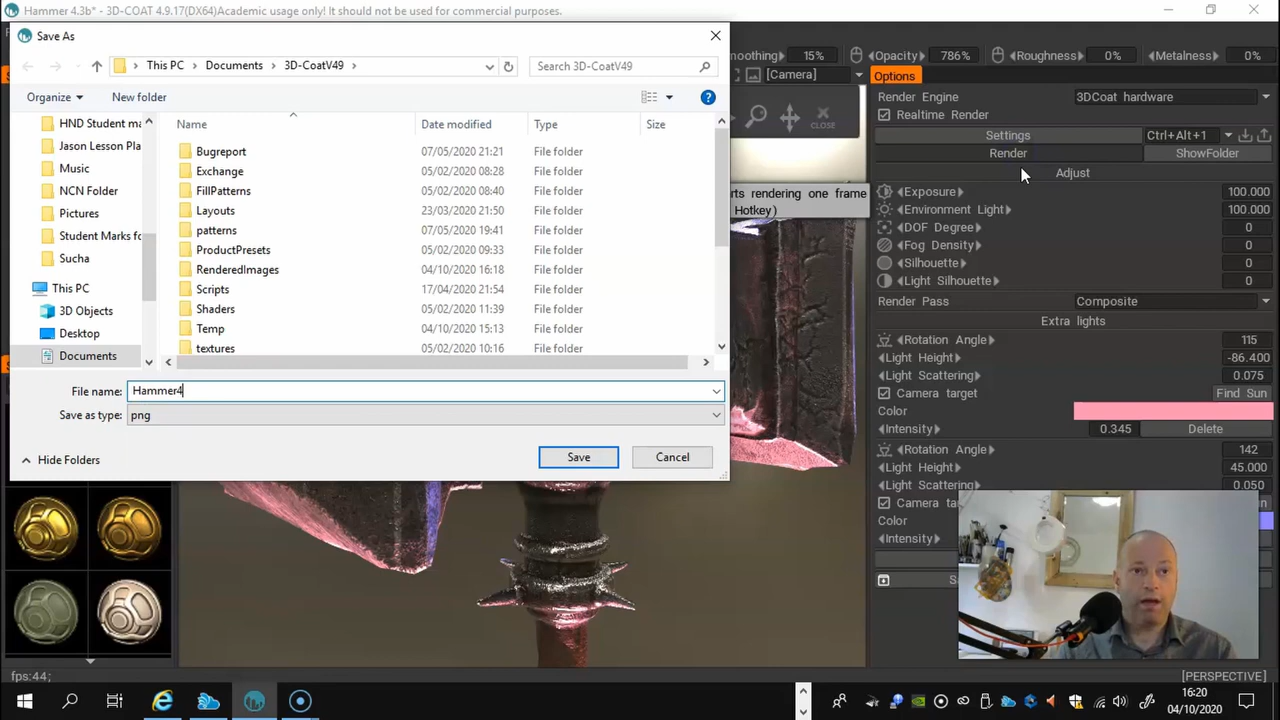 Hammer 4.3b* - 3D-COAT 4.9.17(DX64)Academic usage only! It should not be used for commercial purposes.
Save As
This PC > Documents > 3D-CoatV49 >
Search 3D-CoatV49
Organize
New folder
HND Student ma
Jason Lesson Pla
Music
NCN Folder
Pictures
Student Marks fo
Sucha
This PC
3D Objects
Desktop
Documents
Name Date modified Type Size
Bugreport 07/05/2020 21:21 File folder
Exchange 05/02/2020 08:28 File folder
FillPatterns 05/02/2020 08:40 File folder
Layouts 23/03/2020 21:50 File folder
patterns 07/05/2020 19:41 File folder
ProductPresets 05/02/2020 09:33 File folder
RenderedImages 04/10/2020 16:18 File folder
Scripts 17/04/2020 21:54 File folder
Shaders 05/02/2020 11:39 File folder
Temp 04/10/2020 15:13 File folder
textures 05/02/2020 10:16 File folder
File name: Hammer4
Save as type: png
Hide Folders
Save
Cancel
moothing 15% Opacity 786% Roughness 0% Metalness 0%
[Camera]
CLOSE
rts rendering one frame
Hotkey )
Options
Render Engine 3DCoat hardware
Realtime Render
Settings Ctrl+Alt+1
Render ShowFolder
Adjust
Exposure 100.000
Environment Light 100.000
DOF Degree 0
Fog Density 0
Silhouette 0
Light Silhouette 0
Render Pass Composite
Extra lights
Rotation Angle 115
Light Height -86.400
Light Scattering 0.075
Camera target Find Sun
Color
Intensity 0.345 Delete
Rotation Angle 142
Light Height 45.000
Light Scattering 0.050
Camera ta
Color
Intensity
fps:44;
[PERSPECTIVE]
16:20
04/10/2020